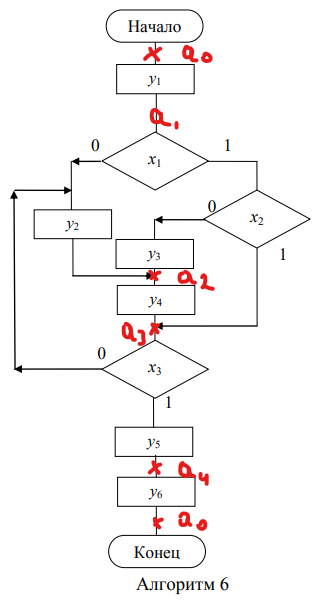 Начало
a₀
y₁
a₁
0 1
x₁
0
x₂
y₂
1
y₃
a₂
y₄
a₃
0
x₃
1
y₅
a₄
y₆
a₀
Конец
Алгоритм 6